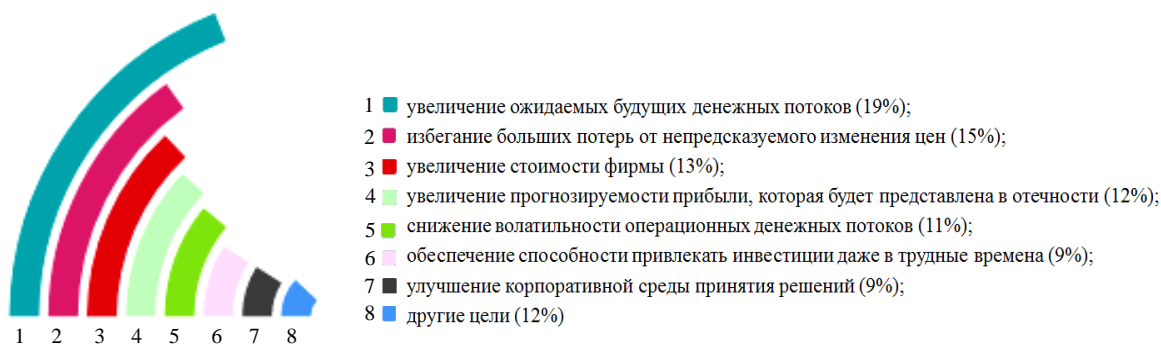 1 увеличение ожидаемых будущих денежных потоков (19%);
2 избегание больших потерь от непредсказуемого изменения цен (15%);
3 увеличение стоимости фирмы (13%);
4 увеличение прогнозируемости прибыли, которая будет представлена в отечности (12%);
5 снижение волатильности операционных денежных потоков (11%);
6 обеспечение способности привлекать инвестиции даже в трудные времена (9%);
7 улучшение корпоративной среды принятия решений (9%);
8 другие цели (12%)
1 2 3 4 5 6 7 8